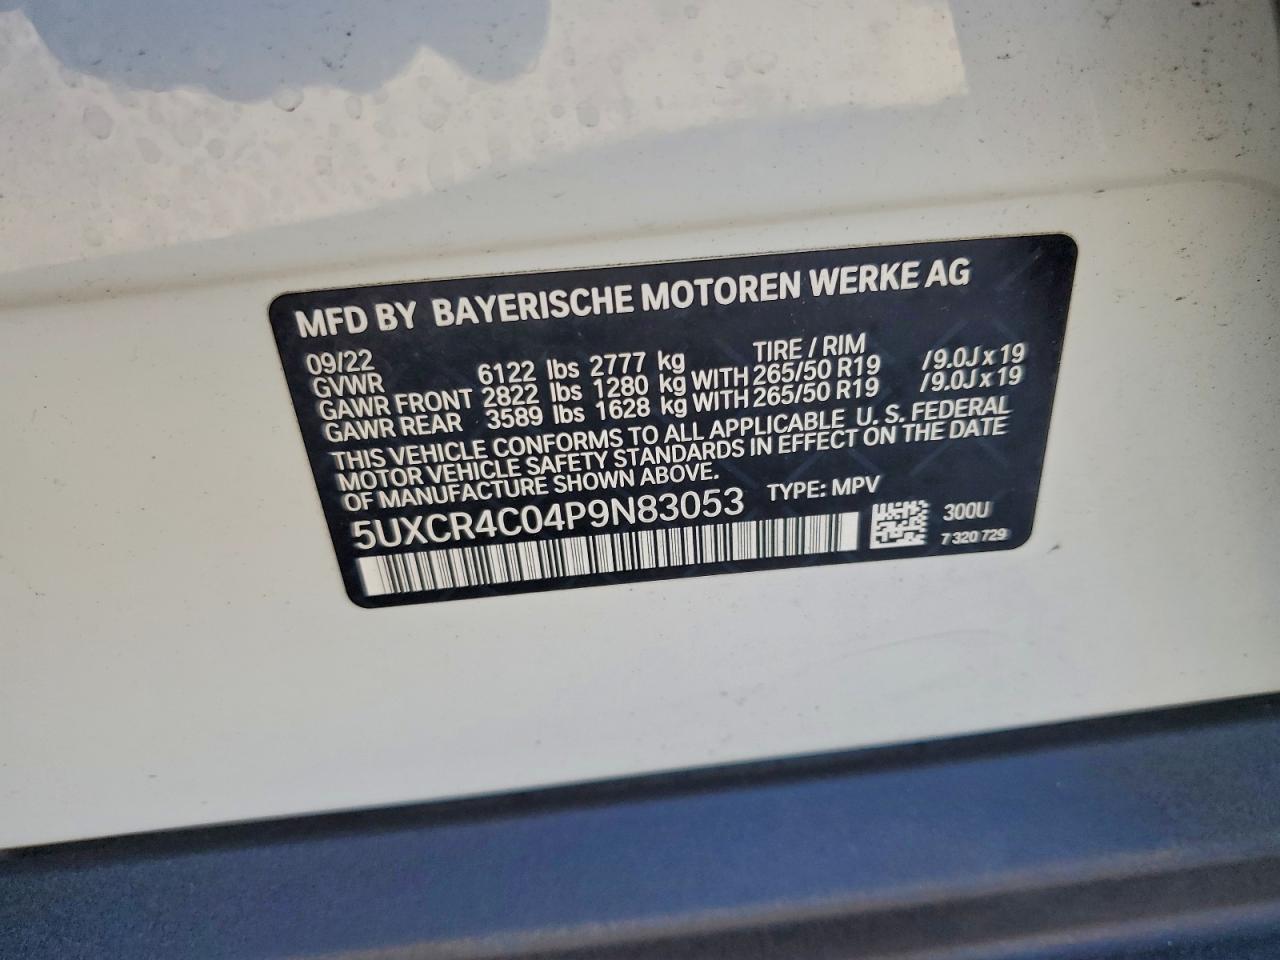 MFD BY BAYERISCHE MOTOREN WERKE AG
09/22 TIRE / RIM
GVWR 6122 lbs 2777 kg
GAWR FRONT 2822 lbs 1280 kg WITH 265/50 R19 /9.0J x 19
GAWR REAR 3589 lbs 1628 kg WITH 265/50 R19 /9.0J x 19
THIS VEHICLE CONFORMS TO ALL APPLICABLE U. S. FEDERAL
MOTOR VEHICLE SAFETY STANDARDS IN EFFECT ON THE DATE
OF MANUFACTURE SHOWN ABOVE.
5UXCR4C04P9N83053 TYPE: MPV
300U
7 320 729